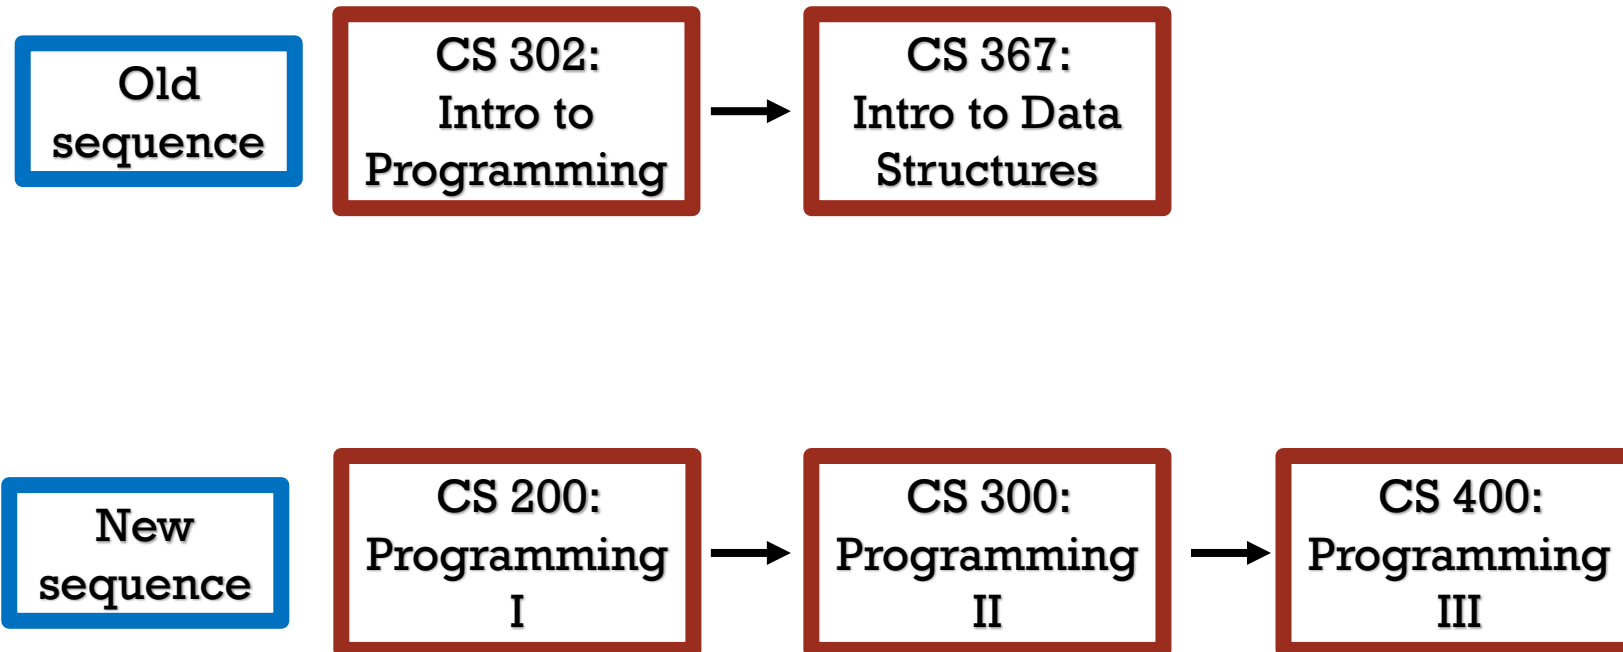 Old
sequence
CS 302:
Intro to
Programming
CS 367:
Intro to Data
Structures
New
sequence
CS 200:
Programming
I
CS 300:
Programming
II
CS 400:
Programming
III